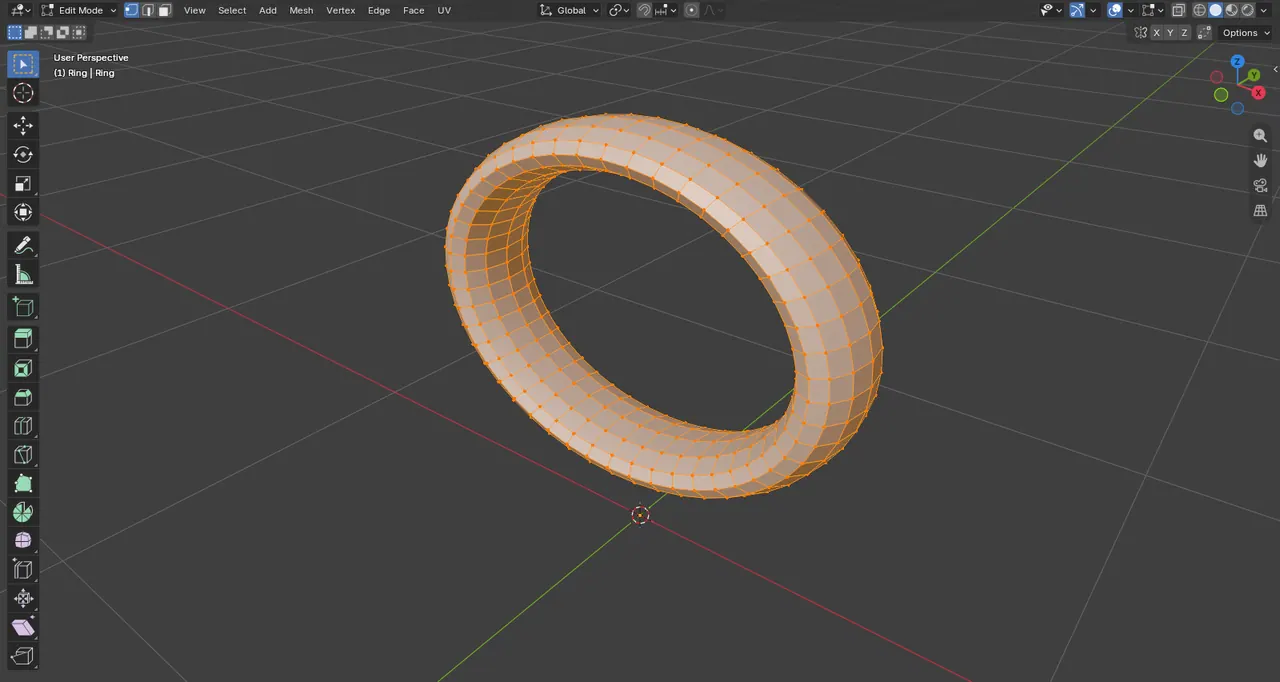 Edit Mode View Select Add Mesh Vertex Edge Face UV Global
X Y Z Options
User Perspective
(1) Ring | Ring
Z
Y
X